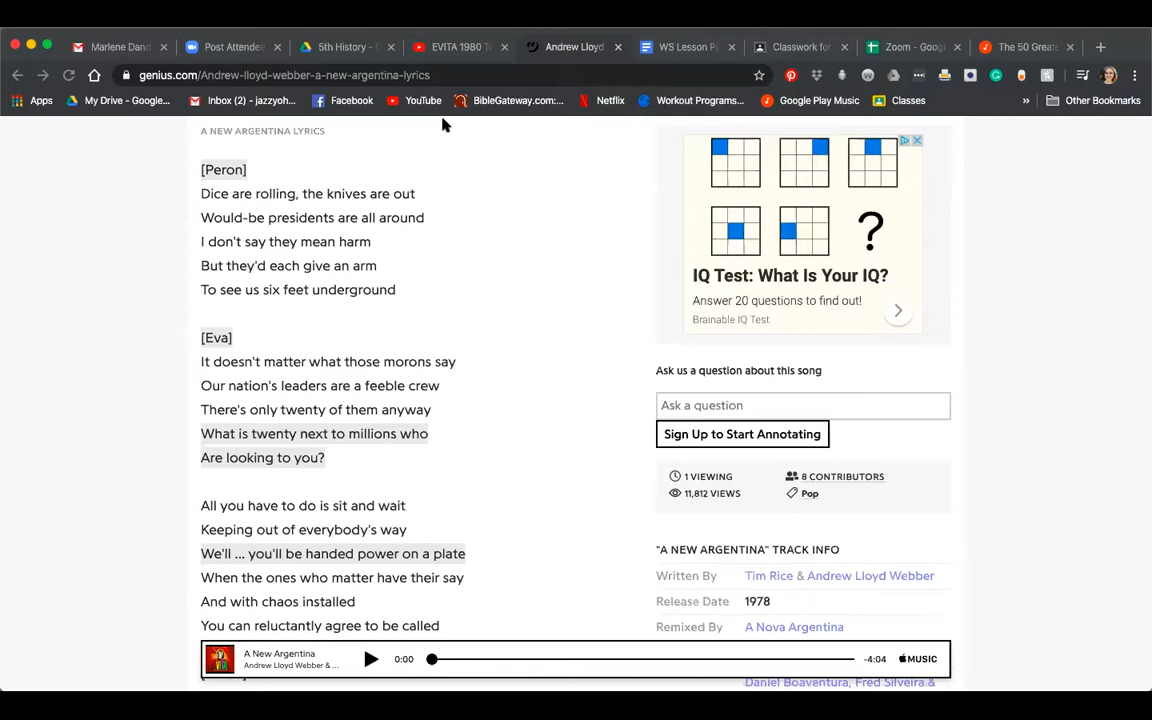 Marlene Dand
Post Attendee
5th History - F
EVITA 1980 To
Andrew Lloyd
WS Lesson Pl
Classwork for
Zoom - Goog
The 50 Great
genius.com/Andrew-lloyd-webber-a-new-argentina-lyrics
Apps
My Drive - Google...
Inbox (2) - jazzyoh...
Facebook
YouTube
BibleGateway.com:...
Netflix
Workout Programs...
Google Play Music
Classes
»
Other Bookmarks
A NEW ARGENTINA LYRICS
[Peron]
Dice are rolling, the knives are out
Would-be presidents are all around
I don't say they mean harm
But they'd each give an arm
To see us six feet underground
[Eva]
It doesn't matter what those morons say
Our nation's leaders are a feeble crew
There's only twenty of them anyway
What is twenty next to millions who
Are looking to you?
All you have to do is sit and wait
Keeping out of everybody's way
We'll ... you'll be handed power on a plate
When the ones who matter have their say
And with chaos installed
You can reluctantly agree to be called
?
IQ Test: What Is Your IQ?
Answer 20 questions to find out!
Brainable IQ Test
Ask us a question about this song
Ask a question
Sign Up to Start Annotating
1 VIEWING
8 CONTRIBUTORS
11,812 VIEWS
Pop
"A NEW ARGENTINA" TRACK INFO
Written By Tim Rice & Andrew Lloyd Webber
Release Date 1978
Remixed By A Nova Argentina
Daniel Boaventura, Fred Silveira &
A New Argentina
Andrew Lloyd Webber & ...
0:00
-4:04
MUSIC